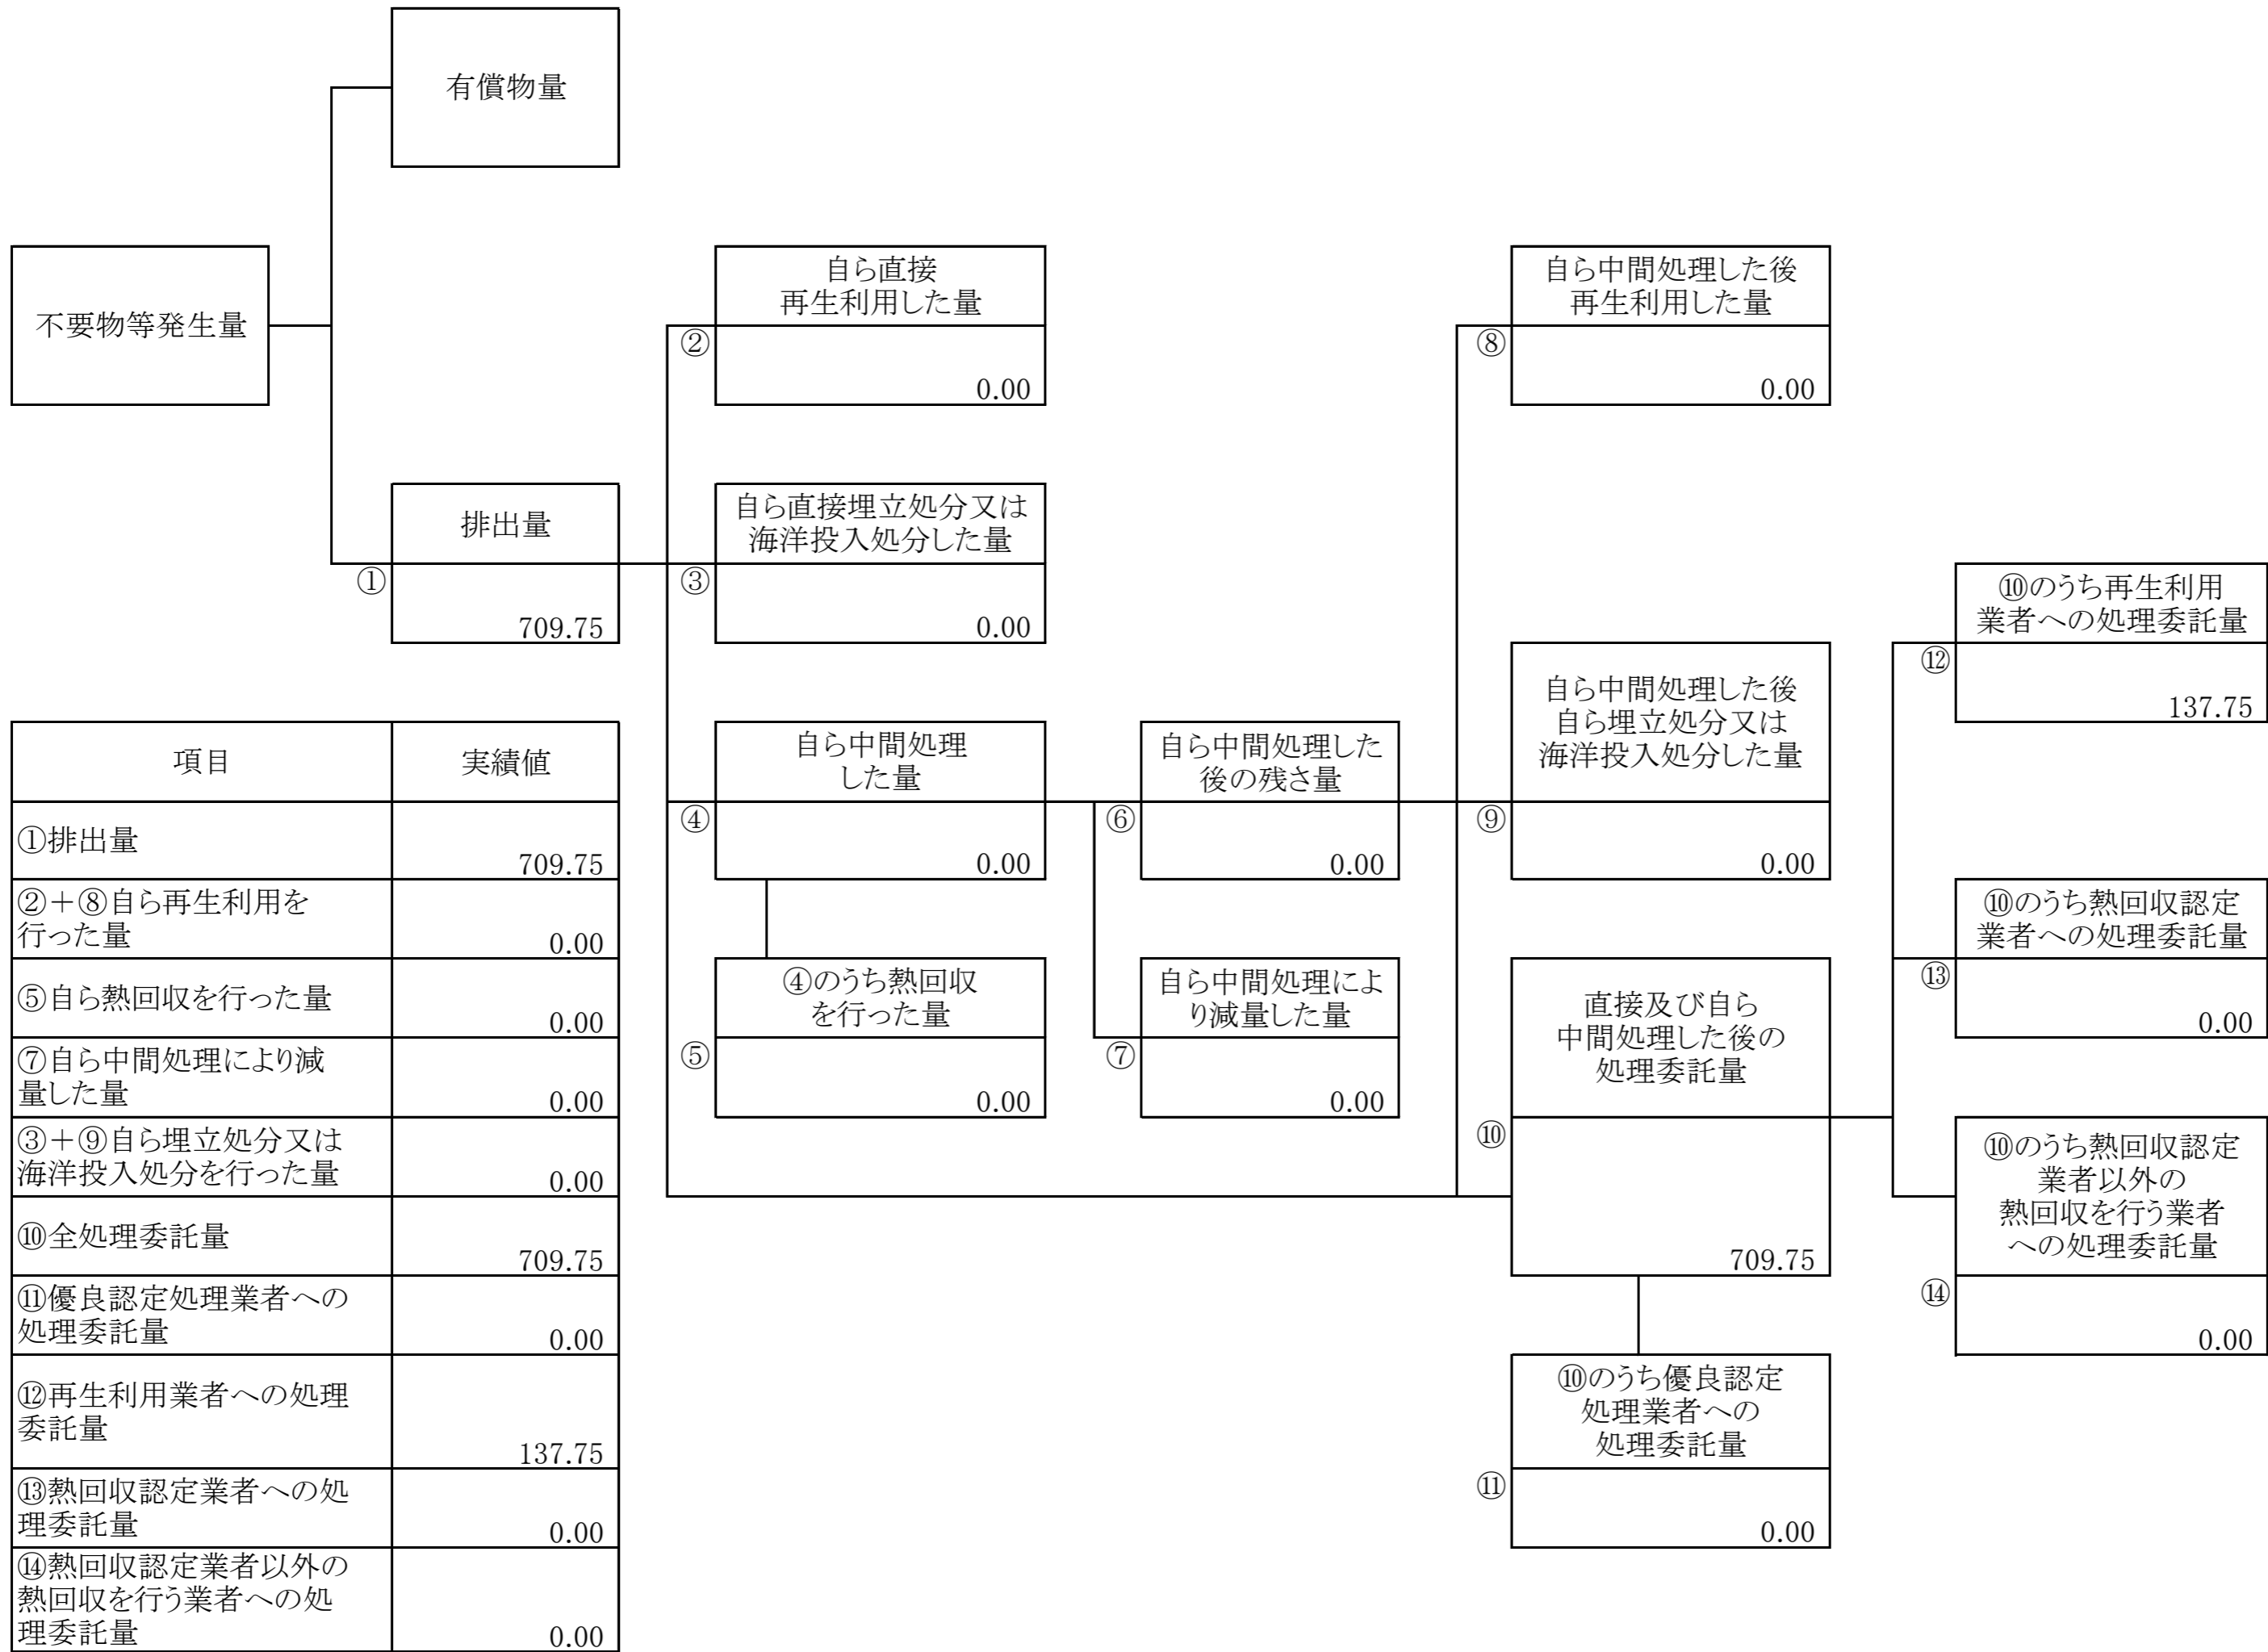 有償物量
不要物等発生量
自ら直接
再生利用した量
②
0.00
自ら中間処理した後
再生利用した量
⑧
0.00
排出量
①
709.75
自ら直接埋立処分又は
海洋投入処分した量
③
0.00
⑩のうち再生利用
業者への処理委託量
⑫
137.75
自ら中間処理
した量
④
0.00
自ら中間処理した
後の残さ量
⑥
0.00
自ら中間処理した後
自ら埋立処分又は
海洋投入処分した量
⑨
0.00
⑩のうち熱回収認定
業者への処理委託量
⑬
0.00
④のうち熱回収
を行った量
⑤
0.00
自ら中間処理によ
り減量した量
⑦
0.00
直接及び自ら
中間処理した後の
処理委託量
⑩
709.75
⑩のうち熱回収認定
業者以外の
熱回収を行う業者
への処理委託量
⑭
0.00
⑩のうち優良認定
処理業者への
処理委託量
⑪
0.00
項目 実績値
①排出量
709.75
②+⑧自ら再生利用を
行った量
0.00
⑤自ら熱回収を行った量
0.00
⑦自ら中間処理により減
量した量
0.00
③+⑨自ら埋立処分又は
海洋投入処分を行った量
0.00
⑩全処理委託量
709.75
⑪優良認定処理業者への
処理委託量
0.00
⑫再生利用業者への処理
委託量
137.75
⑬熱回収認定業者への処
理委託量
0.00
⑭熱回収認定業者以外の
熱回収を行う業者への処
理委託量
0.00